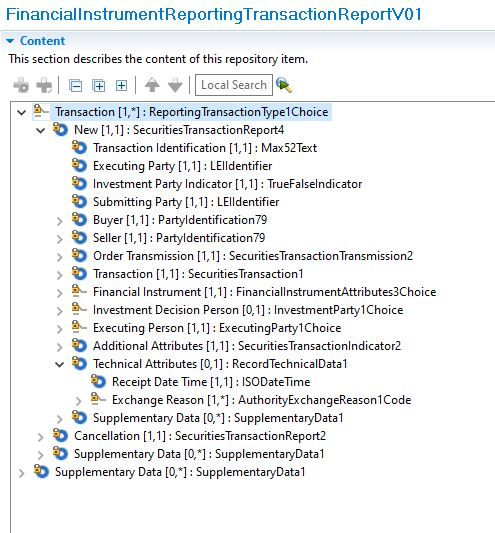 FinancialInstrumentReportingTransactionReportV01
Content
This section describes the content of this repository item.
Local Search
Transaction [1,*] : ReportingTransactionType1Choice
New [1,1] : SecuritiesTransactionReport4
Transaction Identification [1,1] : Max52Text
Executing Party [1,1] : LEIIdentifier
Investment Party Indicator [1,1] : TrueFalseIndicator
Submitting Party [1,1] : LEIIdentifier
Buyer [1,1] : PartyIdentification79
Seller [1,1] : PartyIdentification79
Order Transmission [1,1] : SecuritiesTransactionTransmission2
Transaction [1,1] : SecuritiesTransaction1
Financial Instrument [1,1] : FinancialInstrumentAttributes3Choice
Investment Decision Person [0,1] : InvestmentParty1Choice
Executing Person [1,1] : ExecutingParty1Choice
Additional Attributes [1,1] : SecuritiesTransactionIndicator2
Technical Attributes [0,1] : RecordTechnicalData1
Receipt Date Time [1,1] : ISODateTime
Exchange Reason [1,*] : AuthorityExchangeReason1Code
Supplementary Data [0,*] : SupplementaryData1
Cancellation [1,1] : SecuritiesTransactionReport2
Supplementary Data [0,*] : SupplementaryData1
Supplementary Data [0,*] : SupplementaryData1